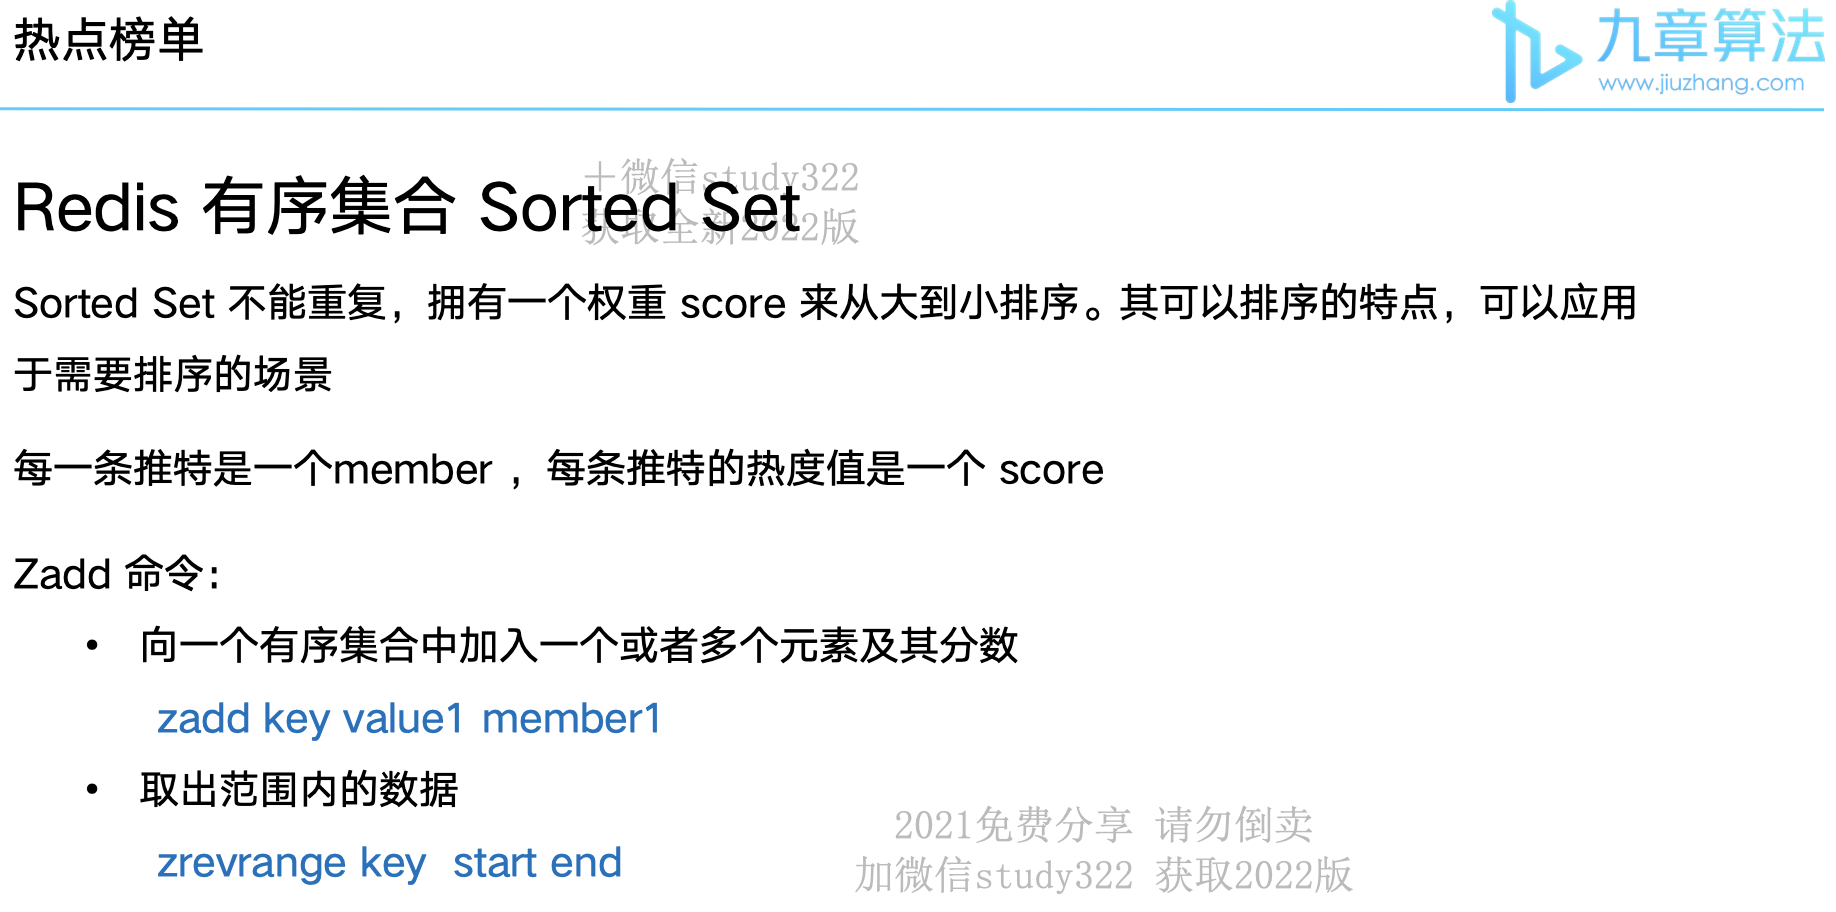 热点榜单
九章算法
www.jiuzhang.com
+微信study322
Redis 有序集合 Sorted Set
获取全新2022版
Sorted Set 不能重复，拥有一个权重 score 来从大到小排序。其可以排序的特点，可以应用
于需要排序的场景
每一条推特是一个member ，每条推特的热度值是一个 score
Zadd 命令：
• 向一个有序集合中加入一个或者多个元素及其分数
zadd key value1 member1
• 取出范围内的数据
2021免费分享 请勿倒卖
zrevrange key start end
加微信study322 获取2022版